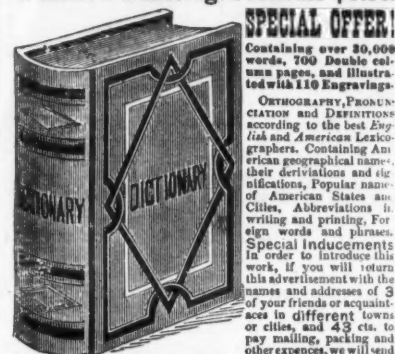 SPECIAL OFFER!
Containing over 30,000
words, 700 Double col-
umn pages, and Illustra-
ted with 110 Engravings.
ORTHOGRAPHY, PRONUN-
CIATION and DEFINITIONS
according to the best Eng-
lish and American Lexico-
graphers. Containing Am
erican geographical names,
their deriviations and sig
nifications, Popular names
of American States an
Cities, Abbreviations i
writing and printing, For
eign words and phrases.
Special Inducements
In order to introduce this
work, if you will return
this advertisement with the
names and addresses of 3
of your friends or acquaint-
aces in different towns
or cities, and 43 cts. to
pay mailing, packing and
other expenses, we will send
DICTIONARY
DICTIONARY